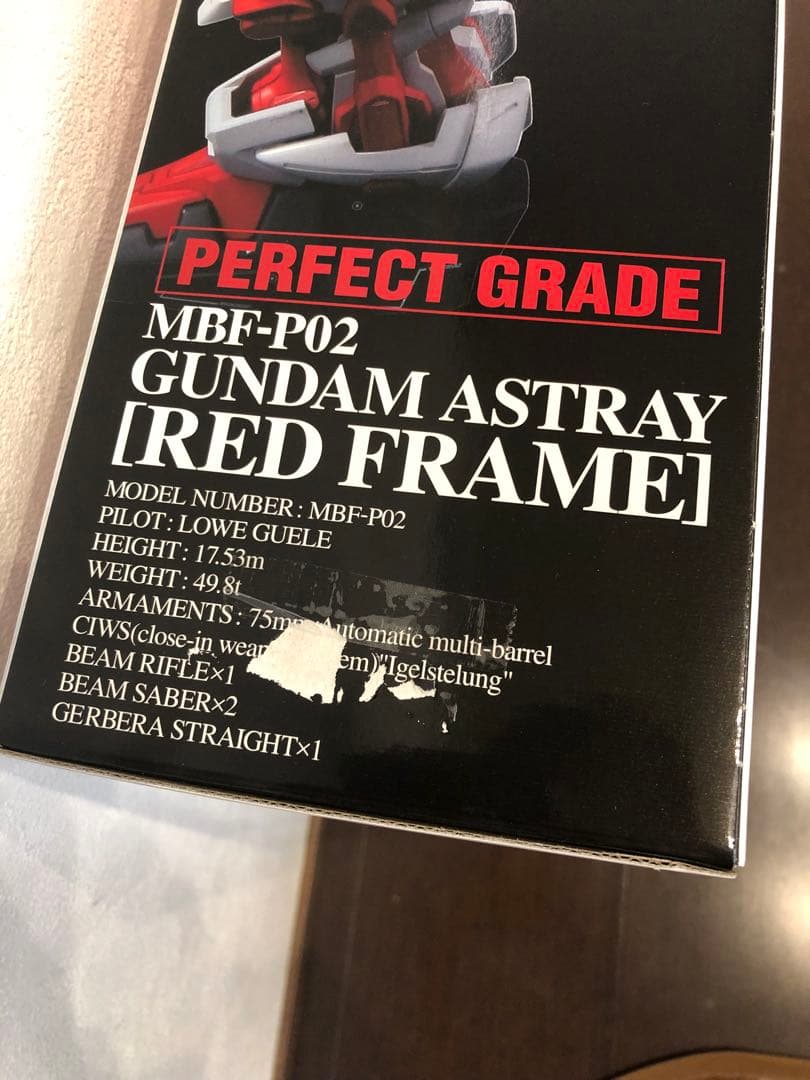 PERFECT GRADE
MBF-P02
GUNDAM ASTRAY
[RED FRAME]
MODEL NUMBER : MBF-P02
PILOT : LOWE GUELE
HEIGHT : 17.53m
WEIGHT : 49.8t
ARMAMENTS : 75mm Automatic multi-barrel
CIWS(close-in em)"Igelstelung"
BEAM RIFLE×1
BEAM SABER×2
GERBERA STRAIGHT×1